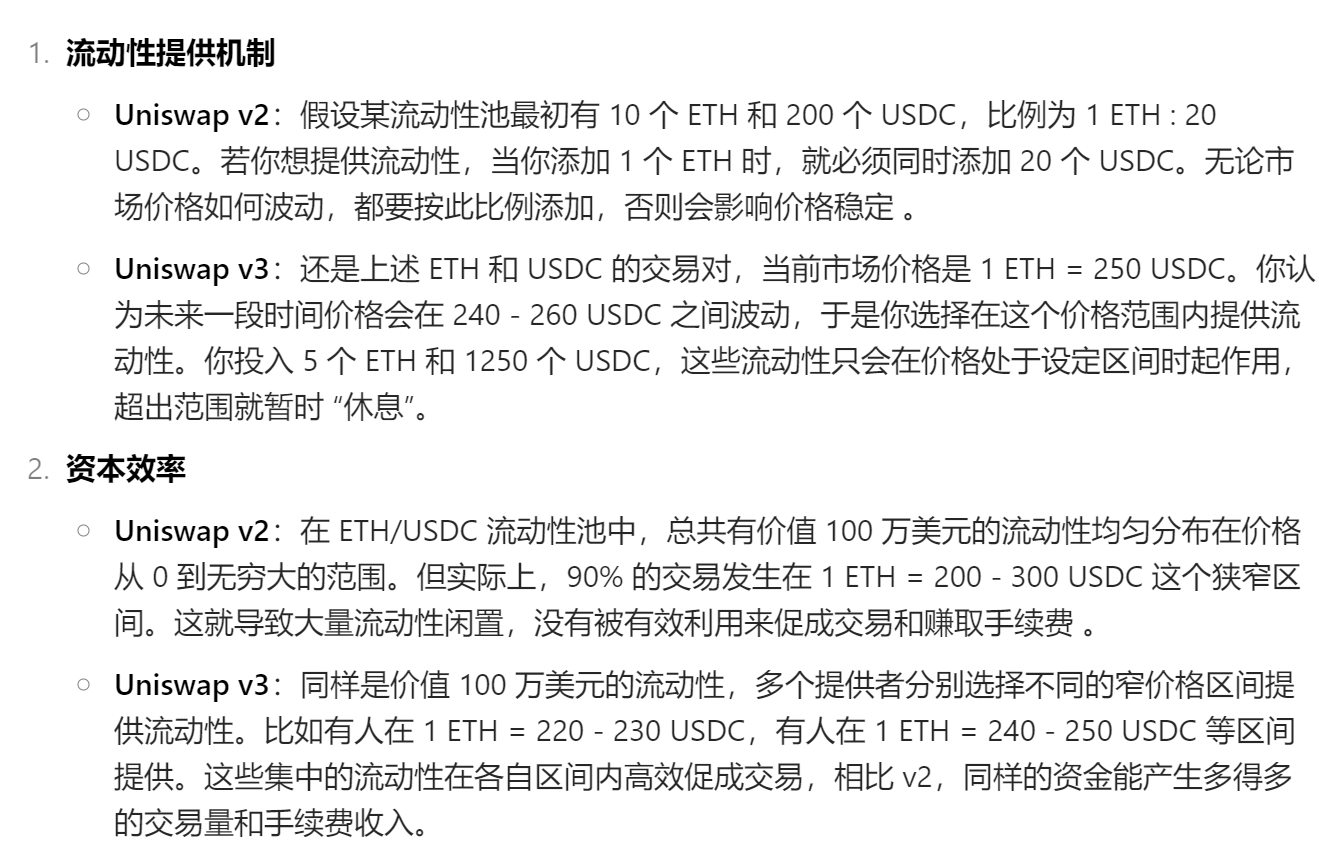 1. 流动性提供机制
○ Uniswap v2：假设某流动性池最初有 10 个 ETH 和 200 个 USDC，比例为 1 ETH : 20
USDC。若你想提供流动性，当你添加 1 个 ETH 时，就必须同时添加 20 个 USDC。无论市
场价格如何波动，都要按此比例添加，否则会影响价格稳定 。
○ Uniswap v3：还是上述 ETH 和 USDC 的交易对，当前市场价格是 1 ETH = 250 USDC。你认
为未来一段时间价格会在 240 - 260 USDC 之间波动，于是你选择在这个价格范围内提供流
动性。你投入 5 个 ETH 和 1250 个 USDC，这些流动性只会在价格处于设定区间时起作用，
超出范围就暂时 “休息”。
2. 资本效率
○ Uniswap v2：在 ETH/USDC 流动性池中，总共有价值 100 万美元的流动性均匀分布在价格
从 0 到无穷大的范围。但实际上，90% 的交易发生在 1 ETH = 200 - 300 USDC 这个狭窄区
间。这就导致大量流动性闲置，没有被有效利用来促成交易和赚取手续费 。
○ Uniswap v3：同样是价值 100 万美元的流动性，多个提供者分别选择不同的窄价格区间提
供流动性。比如有人在 1 ETH = 220 - 230 USDC，有人在 1 ETH = 240 - 250 USDC 等区间
提供。这些集中的流动性在各自区间内高效促成交易，相比 v2，同样的资金能产生多得多
的交易量和手续费收入。